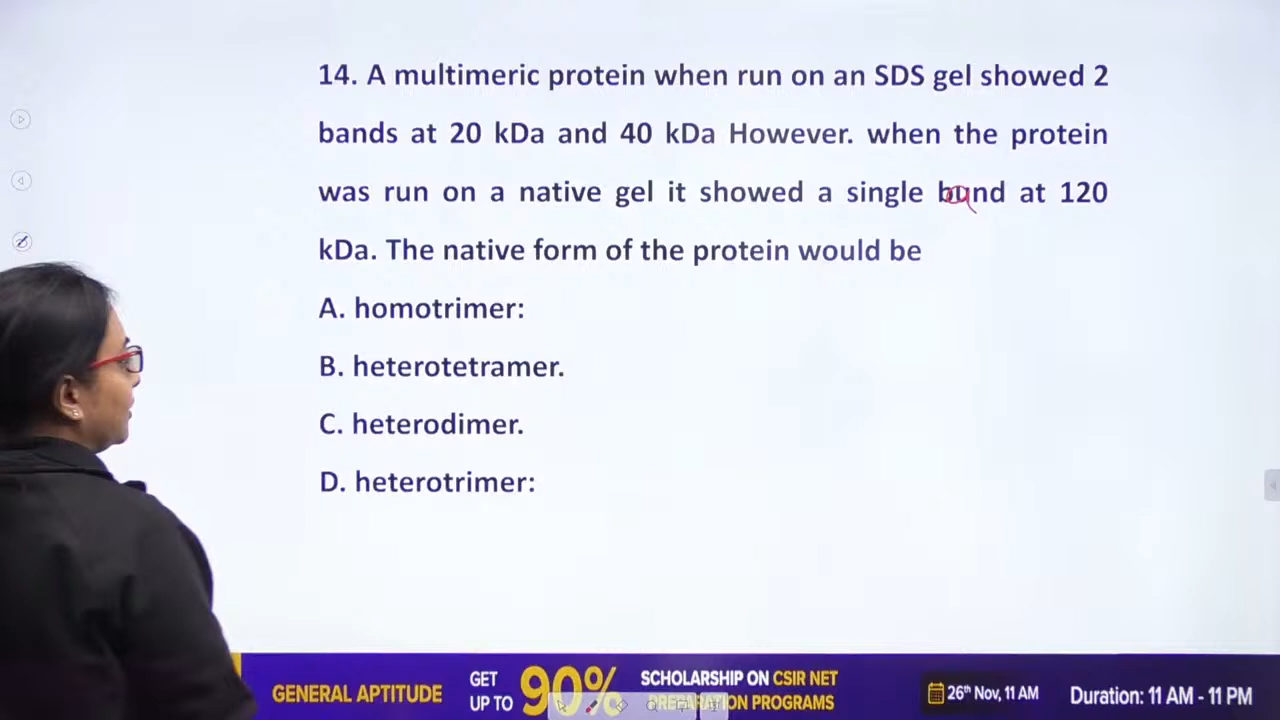 14. A multimeric protein when run on an SDS gel showed 2
bands at 20 kDa and 40 kDa However. when the protein
was run on a native gel it showed a single band at 120
kDa. The native form of the protein would be
A. homotrimer:
B. heterotetramer.
C. heterodimer.
D. heterotrimer:
GENERAL APTITUDE
GET
UP TO
90%
SCHOLARSHIP ON CSIR NET
PREPARATION PROGRAMS
26th Nov, 11 AM
Duration: 11 AM - 11 PM